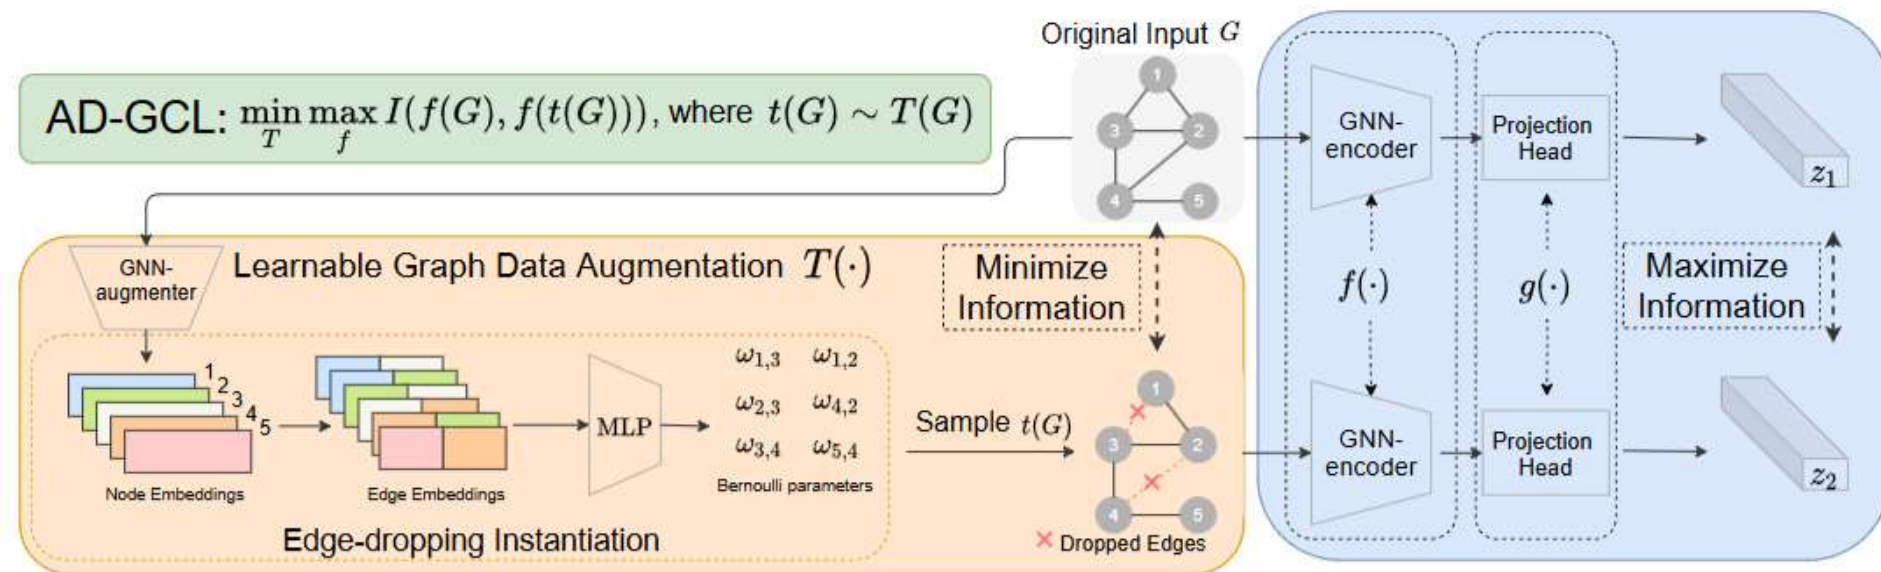 Original Input G
AD-GCL: min_T max_f I(f(G), f(t(G))), where t(G) ∼ T(G)
1
3
2
4
5
GNN-
encoder
Projection
Head
z₁
GNN-
augmenter
Learnable Graph Data Augmentation T(·)
Minimize
Information
f(·)
g(·)
Maximize
Information
1
2
3
4
5
Node Embeddings
Edge Embeddings
MLP
ω₁,₃ ω₁,₂
ω₂,₃ ω₄,₂
ω₃,₄ ω₅,₄
Bernoulli parameters
Edge-dropping Instantiation
Sample t(G)
1
3
2
4
5
× Dropped Edges
GNN-
encoder
Projection
Head
z₂